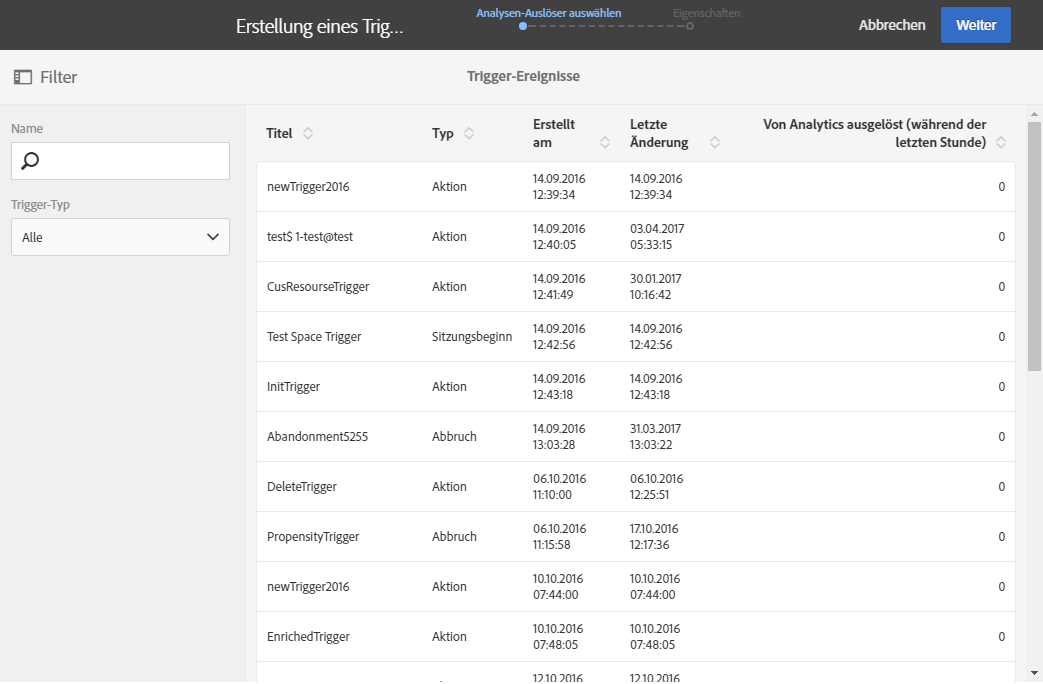 Erstellung eines Trig...
Analysen-Auslöser auswählen
Eigenschaften
Abbrechen
Weiter
Filter
Trigger-Ereignisse
Name
Trigger-Typ
Alle
Titel
Typ
Erstellt
am
Letzte
Änderung
Von Analytics ausgelöst (während der
letzten Stunde)
newTrigger2016
Aktion
14.09.2016
12:39:34
14.09.2016
12:39:34
0
test$ 1-test@test
Aktion
14.09.2016
12:40:05
03.04.2017
05:33:15
0
CusResourseTrigger
Aktion
14.09.2016
12:41:49
30.01.2017
10:16:42
0
Test Space Trigger
Sitzungsbeginn
14.09.2016
12:42:56
14.09.2016
12:42:56
0
InitTrigger
Aktion
14.09.2016
12:43:18
14.09.2016
12:43:18
0
Abandonment5255
Abbruch
14.09.2016
13:03:28
31.03.2017
13:03:22
0
DeleteTrigger
Aktion
06.10.2016
11:10:00
06.10.2016
12:25:51
0
PropensityTrigger
Abbruch
06.10.2016
11:15:58
17.10.2016
12:17:36
0
newTrigger2016
Aktion
10.10.2016
07:44:00
10.10.2016
07:44:00
0
EnrichedTrigger
Aktion
10.10.2016
07:48:05
10.10.2016
07:48:05
0
12.10.2016
12.10.2016